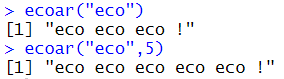 > ecoar("eco")
[1] "eco eco eco !"
> ecoar("eco",5)
[1] "eco eco eco eco eco !"